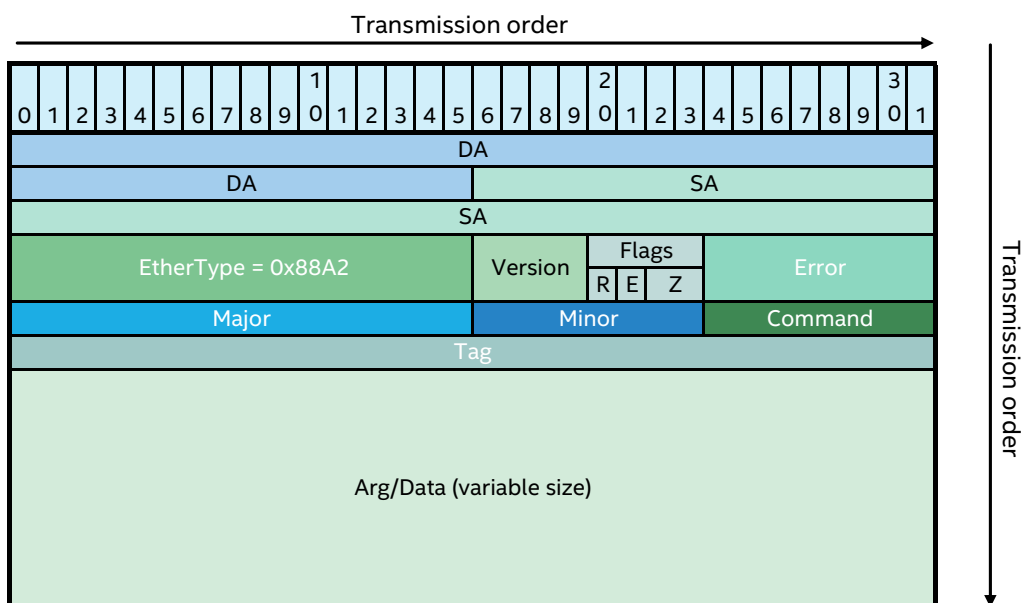 Transmission order
1 2 3
0 1 2 3 4 5 6 7 8 9 0 1 2 3 4 5 6 7 8 9 0 1 2 3 4 5 6 7 8 9 0 1
DA
DA SA
SA
EtherType = 0x88A2 Version Flags Error
R E Z
Major Minor Command
Tag
Arg/Data (variable size)
Transmission order